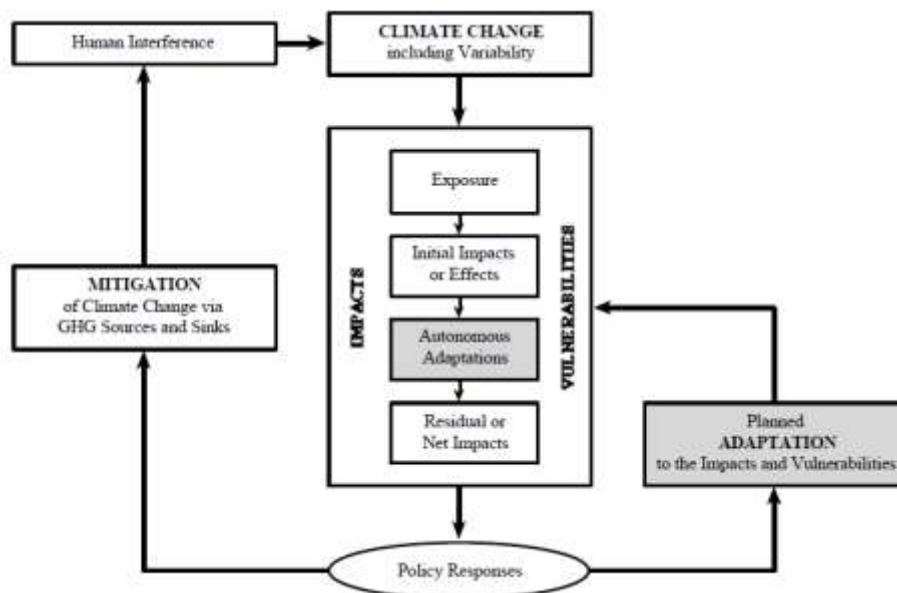 Human Interference
CLIMATE CHANGE
including Variability
Exposure
Initial Impacts
or Effects
IMPACTS
VULNERABILITIES
MITIGATION
of Climate Change via
GHG Sources and Sinks
Autonomous
Adaptations
Residual or
Net Impacts
Planned
ADAPTATION
to the Impacts and Vulnerabilities
Policy Responses